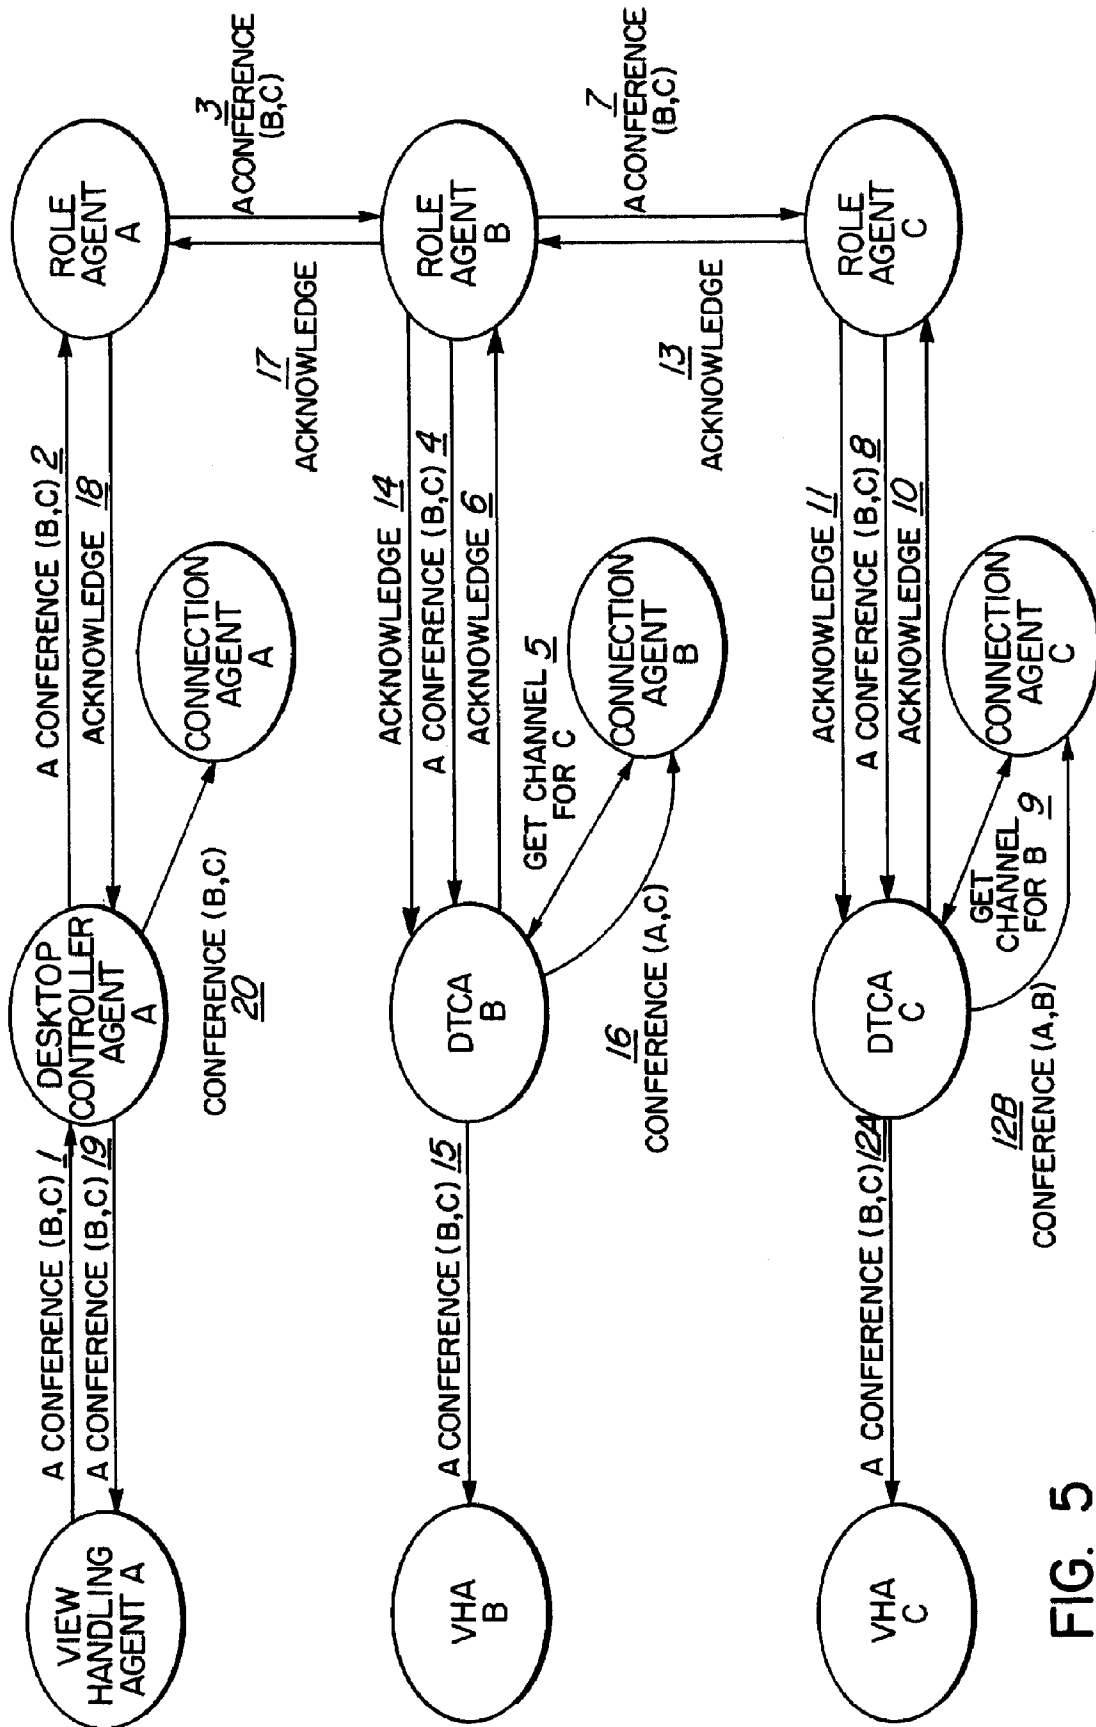 VIEW
HANDLING
AGENT A
A CONFERENCE (B,C) 1
A CONFERENCE (B,C) 19
DESKTOP
CONTROLLER
AGENT
A
A CONFERENCE (B,C) 2
ACKNOWLEDGE 18
ROLE
AGENT
A
CONFERENCE (B,C)
20
CONNECTION
AGENT
A
3
A CONFERENCE
(B,C)
17
ACKNOWLEDGE
VHA
B
A CONFERENCE (B,C) 15
DTCA
B
ACKNOWLEDGE 14
A CONFERENCE (B,C) 4
ACKNOWLEDGE 6
ROLE
AGENT
B
GET CHANNEL 5
FOR C
CONNECTION
AGENT
B
16
CONFERENCE (A,C)
7
A CONFERENCE
(B,C)
13
ACKNOWLEDGE
VHA
C
A CONFERENCE (B,C) 12A
DTCA
C
ACKNOWLEDGE 11
A CONFERENCE (B,C) 8
ACKNOWLEDGE 10
ROLE
AGENT
C
GET
CHANNEL
FOR B 9
CONNECTION
AGENT
C
12B
CONFERENCE (A,B)
FIG. 5